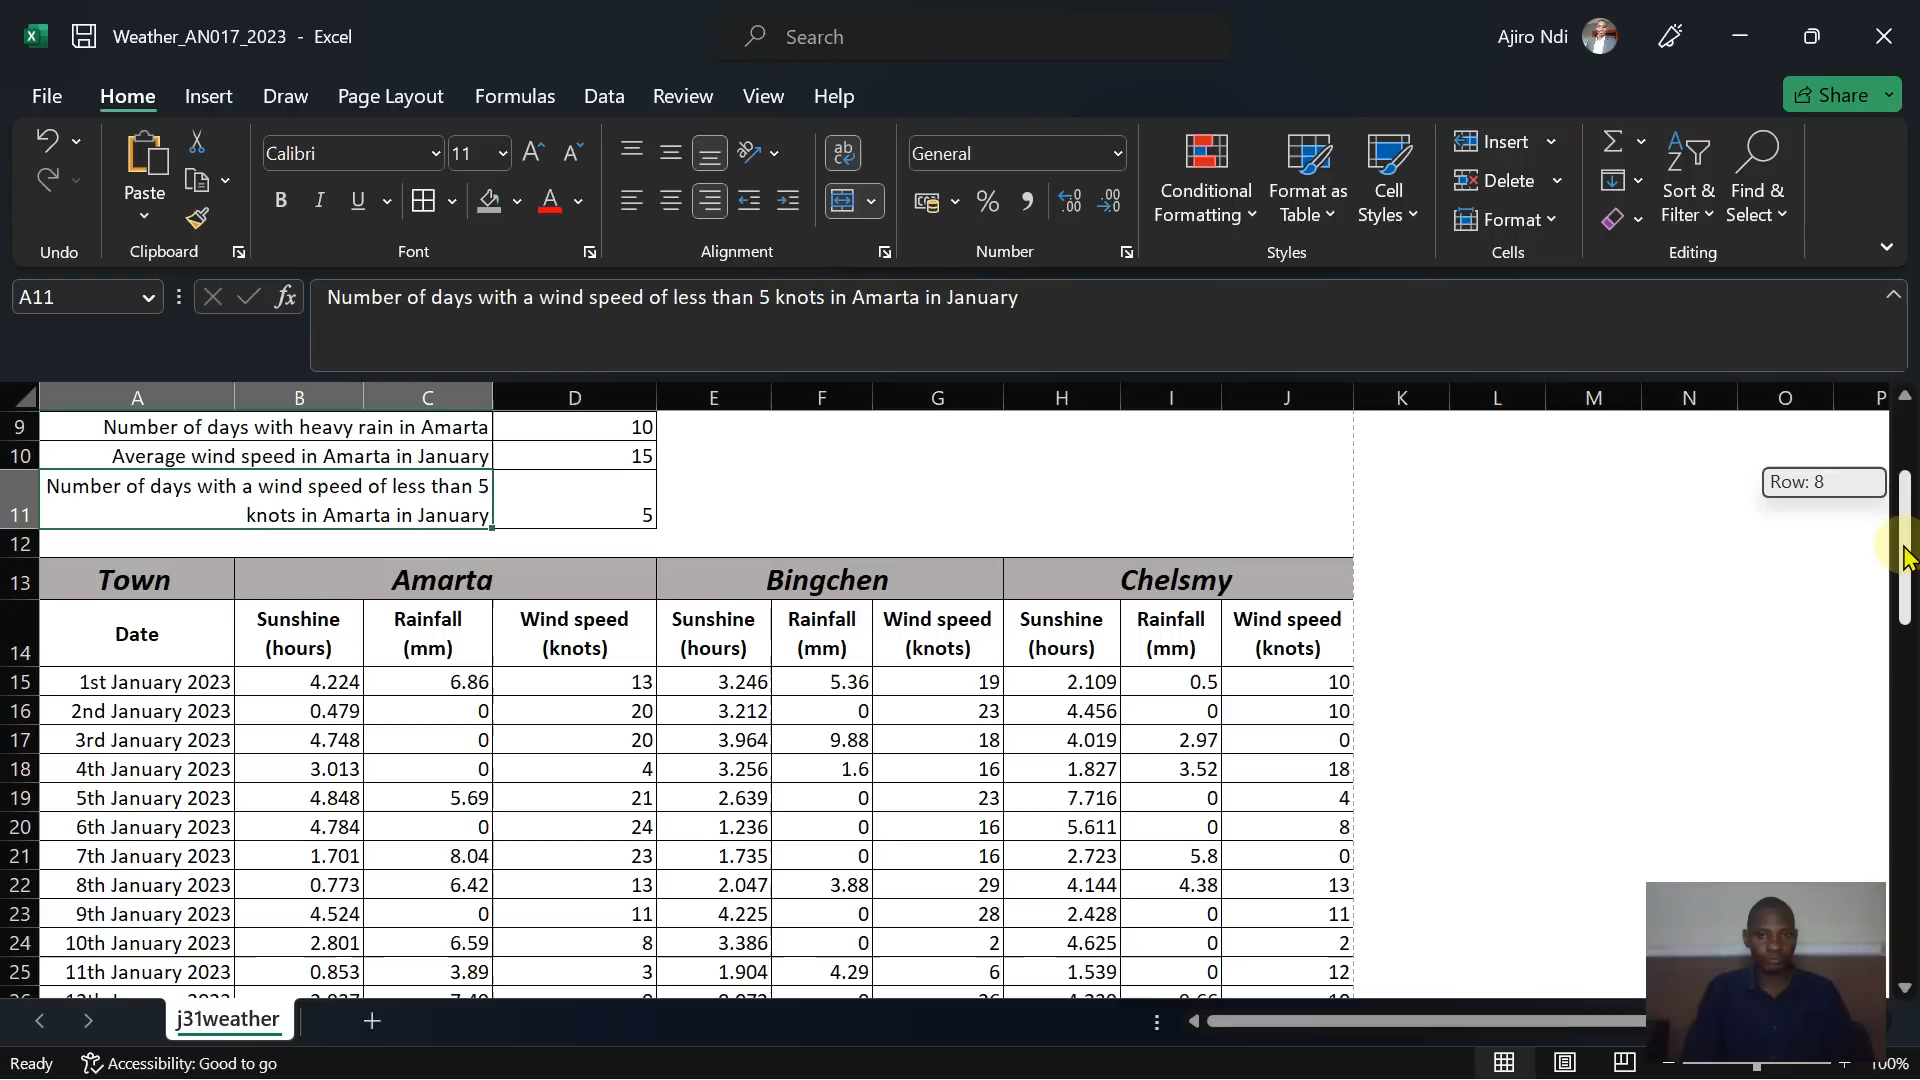 Weather_AN017_2023 - Excel
Search
Ajiro Ndi
File Home Insert Draw Page Layout Formulas Data Review View Help
Share
Paste
Calibri
11
B I U
A
ab
General
%
Conditional Formatting
Format as Table
Cell Styles
Insert
Delete
Format
Sort & Filter
Find & Select
Undo
Clipboard
Font
Alignment
Number
Styles
Cells
Editing
A11
fx
Number of days with a wind speed of less than 5 knots in Amarta in January
A B C D E F G H I J K L M N O P
9 Number of days with heavy rain in Amarta 10
10 Average wind speed in Amarta in January 15
Number of days with a wind speed of less than 5
11 knots in Amarta in January 5
Row: 8
12
13 Town Amarta Bingchen Chelsmy
Sunshine Rainfall Wind speed Sunshine Rainfall Wind speed Sunshine Rainfall Wind speed
Date
14 (hours) (mm) (knots) (hours) (mm) (knots) (hours) (mm) (knots)
15 1st January 2023 4.224 6.86 13 3.246 5.36 19 2.109 0.5 10
16 2nd January 2023 0.479 0 20 3.212 0 23 4.456 0 10
17 3rd January 2023 4.748 0 20 3.964 9.88 18 4.019 2.97 0
18 4th January 2023 3.013 0 4 3.256 1.6 16 1.827 3.52 18
19 5th January 2023 4.848 5.69 21 2.639 0 23 7.716 0 4
20 6th January 2023 4.784 0 24 1.236 0 16 5.611 0 8
21 7th January 2023 1.701 8.04 23 1.735 0 16 2.723 5.8 0
22 8th January 2023 0.773 6.42 13 2.047 3.88 29 4.144 4.38 13
23 9th January 2023 4.524 0 11 4.225 0 28 2.428 0 11
24 10th January 2023 2.801 6.59 8 3.386 0 2 4.625 0 2
25 11th January 2023 0.853 3.89 3 1.904 4.29 6 1.539 0 12
j31weather
Ready
Accessibility: Good to go
100%